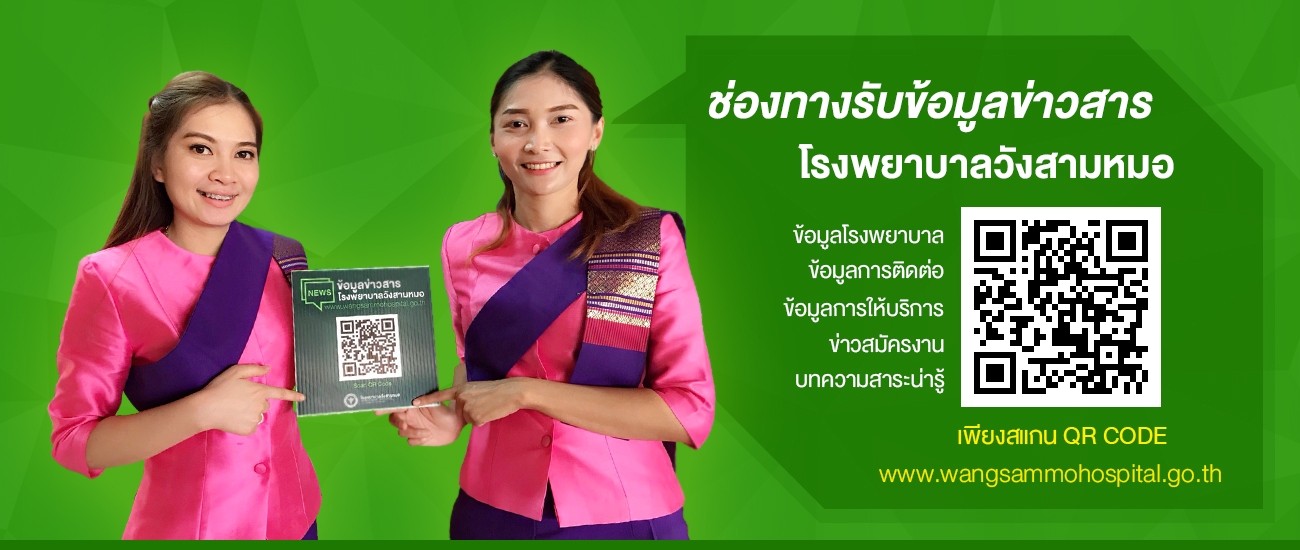 ช่องทางรับข้อมูลข่าวสาร
โรงพยาบาลวังสามหมอ
ข้อมูลโรงพยาบาล
ข้อมูลการติดต่อ
ข้อมูลการให้บริการ
ข่าวสมัครงาน
บทความสาระน่ารู้
เพียงสแกน QR CODE
www.wangsammohospital.go.th
NEWS
ข้อมูลข่าวสาร
โรงพยาบาลวังสามหมอ
www.wangsammohospital.go.th
Scan QR Code